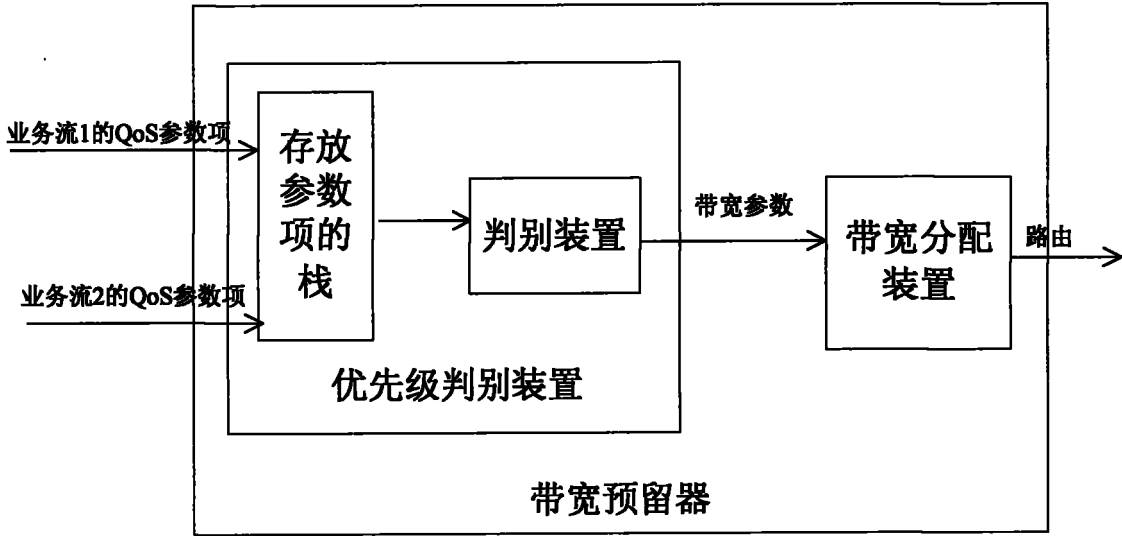 业务流1的QoS参数项
存放
参数
项的
栈
业务流2的QoS参数项
判别装置
优先级判别装置
带宽参数
带宽分配
装置
路由
带宽预留器